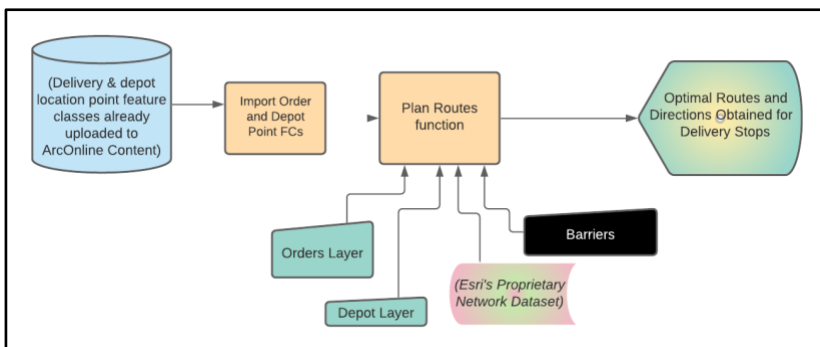 (Delivery & depot
location point feature
classes already
uploaded to
ArcOnline Content)
Import Order
and Depot
Point FCs
Plan Routes
function
Optimal Routes and
Directions Obtained for
Delivery Stops
Orders Layer
Depot Layer
(Esri's Proprietary
Network Dataset)
Barriers